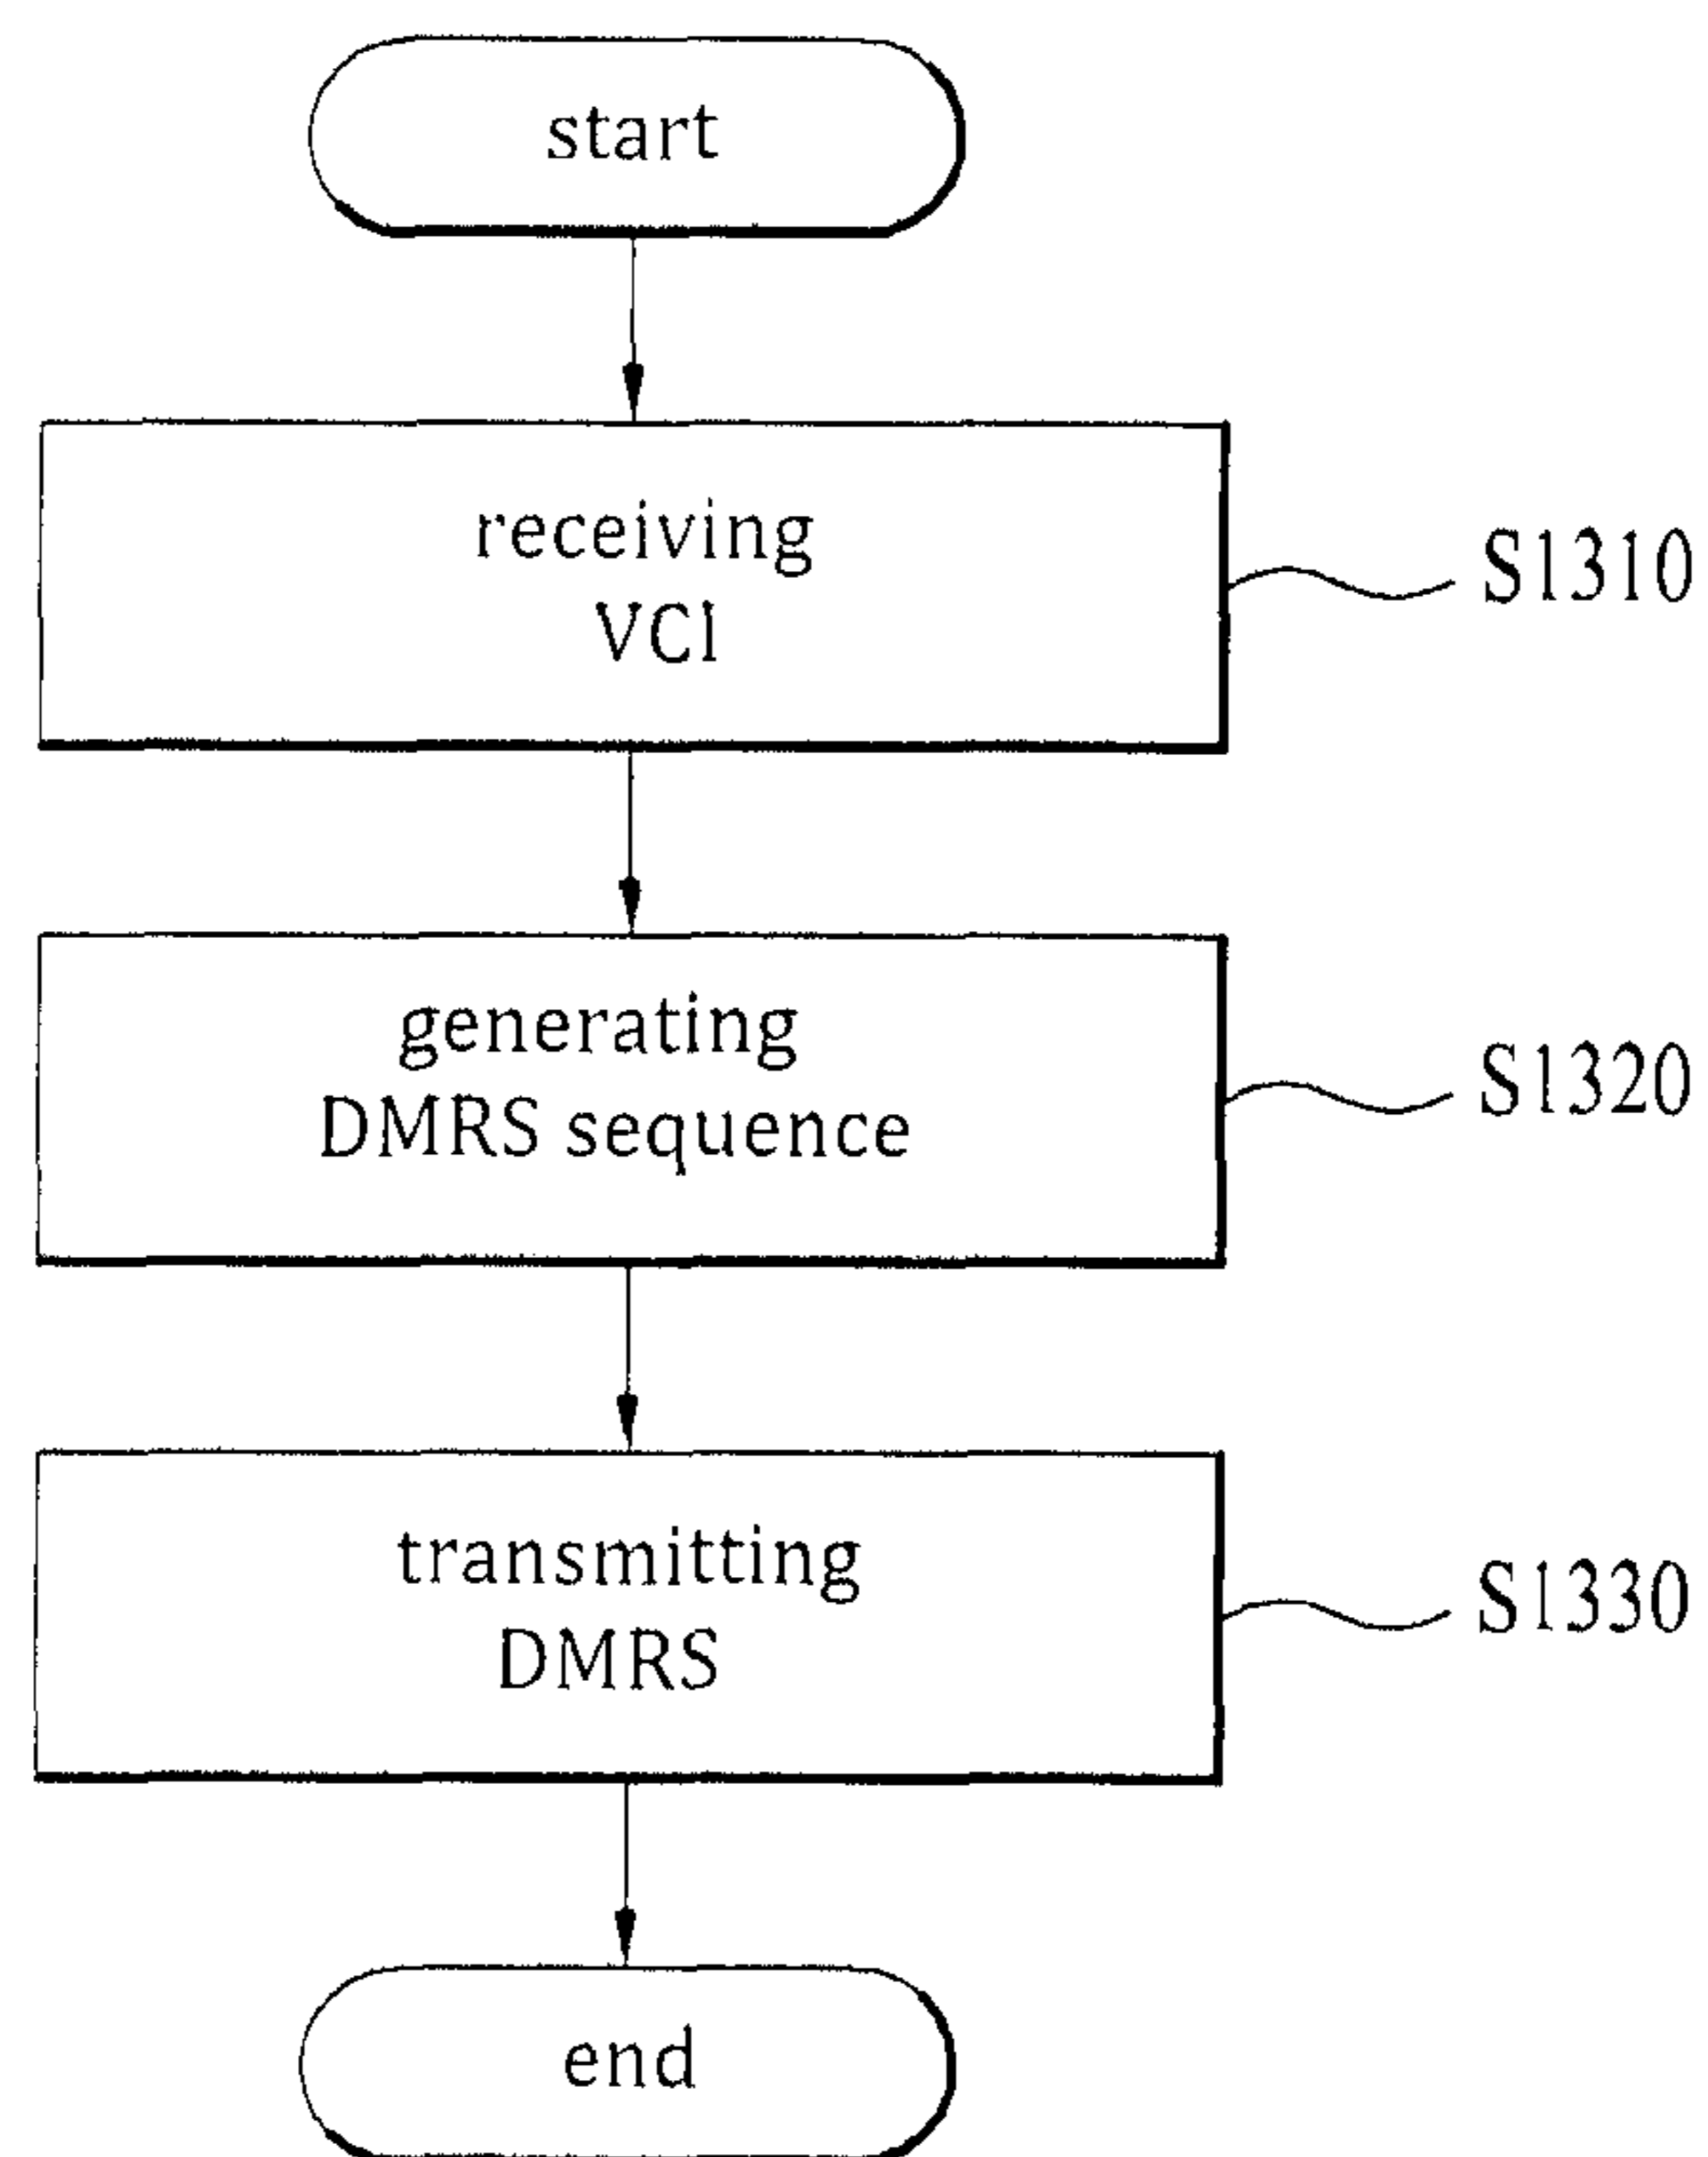 start
receiving
VCI
S1310
generating
DMRS sequence
S1320
transmitting
DMRS
S1330
end